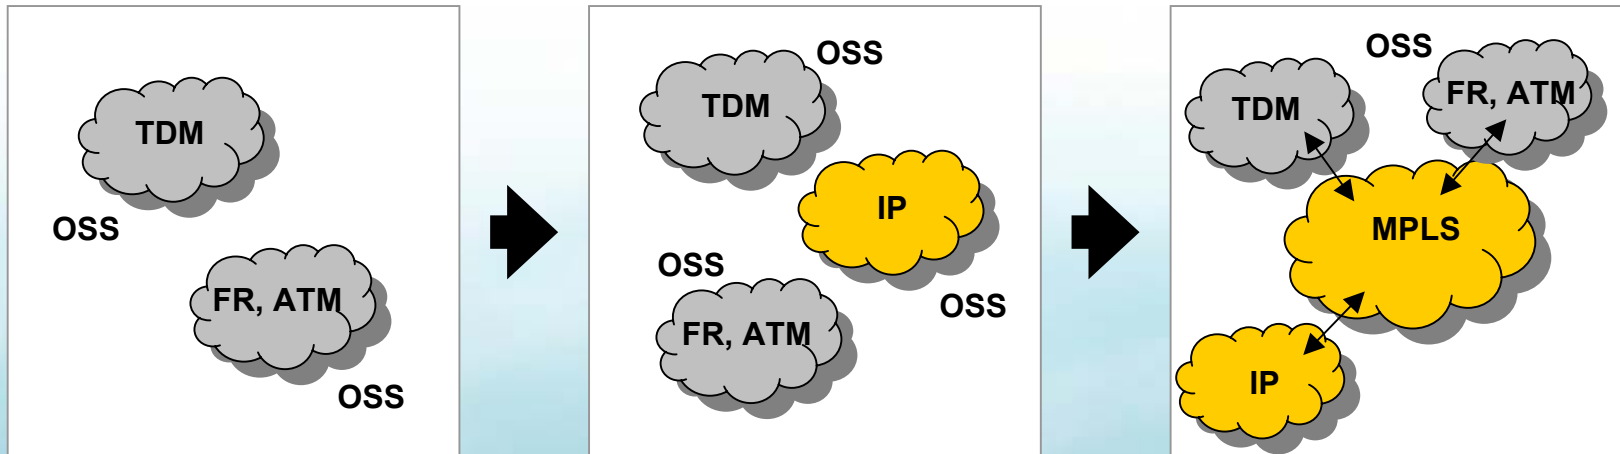 TDM
OSS
FR, ATM
OSS
OSS
TDM
IP
OSS
OSS
FR, ATM
OSS
FR, ATM
TDM
MPLS
IP